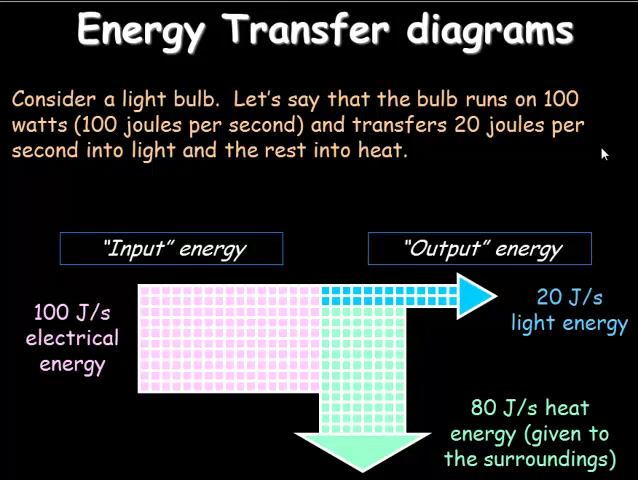 Energy Transfer diagrams
Consider a light bulb. Let's say that the bulb runs on 100
watts (100 joules per second) and transfers 20 joules per
second into light and the rest into heat.
"Input" energy
"Output" energy
100 J/s
electrical
energy
20 J/s
light energy
80 J/s heat
energy (given to
the surroundings)